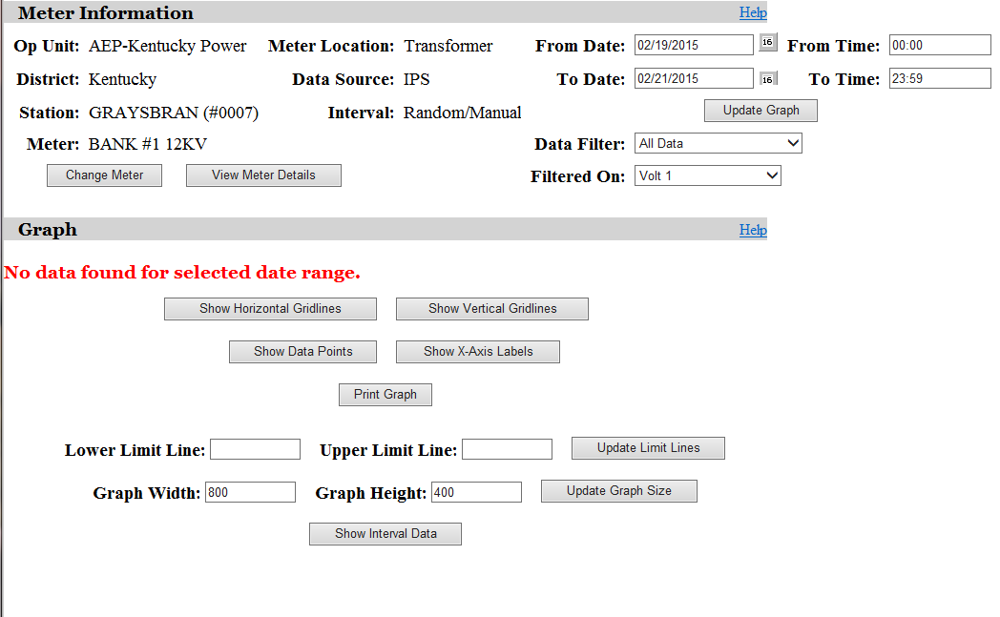 Meter Information Help
Op Unit: AEP-Kentucky Power Meter Location: Transformer From Date: 02/19/2015 16 From Time: 00:00
District: Kentucky Data Source: IPS To Date: 02/21/2015 16 To Time: 23:59
Station: GRAYSBRAN (#0007) Interval: Random/Manual Update Graph
Meter: BANK #1 12KV Data Filter: All Data
Change Meter View Meter Details Filtered On: Volt 1
Graph Help
No data found for selected date range.
Show Horizontal Gridlines Show Vertical Gridlines
Show Data Points Show X-Axis Labels
Print Graph
Lower Limit Line: Upper Limit Line: Update Limit Lines
Graph Width: 800 Graph Height: 400 Update Graph Size
Show Interval Data